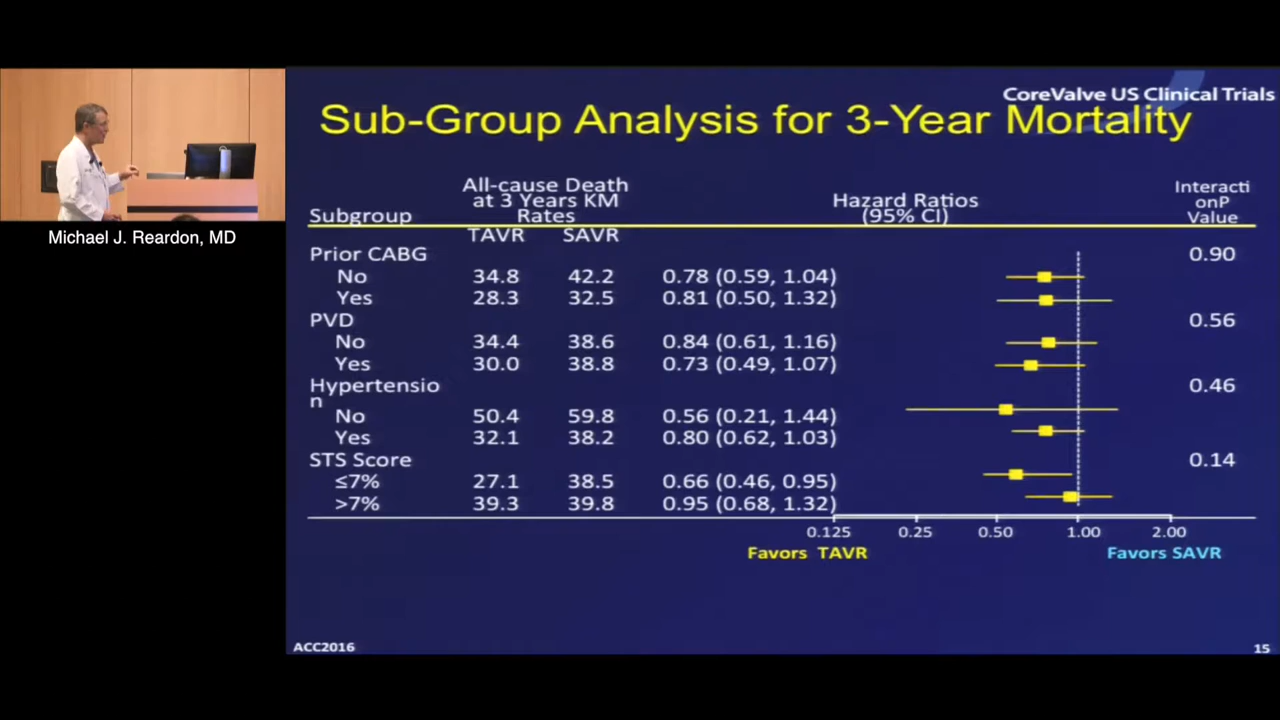 CoreValve US Clinical Trials
Sub-Group Analysis for 3-Year Mortality
Michael J. Reardon, MD
Subgroup
All-cause Death
at 3 Years KM
Rates
Hazard Ratios
(95% CI)
Interacti
onP
Value
TAVR SAVR
Prior CABG 0.90
No 34.8 42.2 0.78 (0.59, 1.04)
Yes 28.3 32.5 0.81 (0.50, 1.32)
PVD 0.56
No 34.4 38.6 0.84 (0.61, 1.16)
Yes 30.0 38.8 0.73 (0.49, 1.07)
Hypertensio 0.46
n
No 50.4 59.8 0.56 (0.21, 1.44)
Yes 32.1 38.2 0.80 (0.62, 1.03)
STS Score 0.14
≤7% 27.1 38.5 0.66 (0.46, 0.95)
>7% 39.3 39.8 0.95 (0.68, 1.32)
0.125 0.25 0.50 1.00 2.00
Favors TAVR Favors SAVR
ACC2016 15